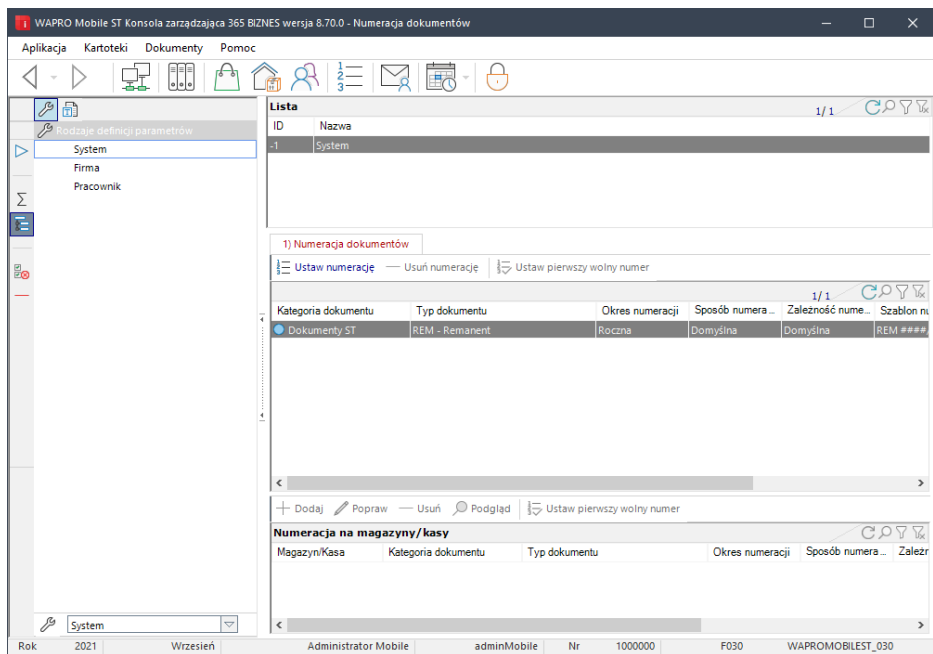 WAPRO Mobile ST Konsola zarządzająca 365 BIZNES wersja 8.70.0 - Numeracja dokumentów
Aplikacja Kartoteki Dokumenty Pomoc
Lista 1/ 1
Rodzaje definicji parametrów
System
Firma
Pracownik
ID Nazwa
-1 System
1) Numeracja dokumentów
Ustaw numerację Usuń numerację Ustaw pierwszy wolny numer
1/ 1
Kategoria dokumentu Typ dokumentu Okres numeracji Sposób numera... Zależność nume... Szablon nu
Dokumenty ST REM - Remanent Roczna Domyślna Domyślna REM ####
Dodaj Popraw Usuń Podgląd Ustaw pierwszy wolny numer
Numeracja na magazyny/kasy
Magazyn/Kasa Kategoria dokumentu Typ dokumentu Okres numeracji Sposób numera... Zależr
System
Rok 2021 Wrzesień Administrator Mobile adminMobile Nr 1000000 F030 WAPROMOBILEST_030